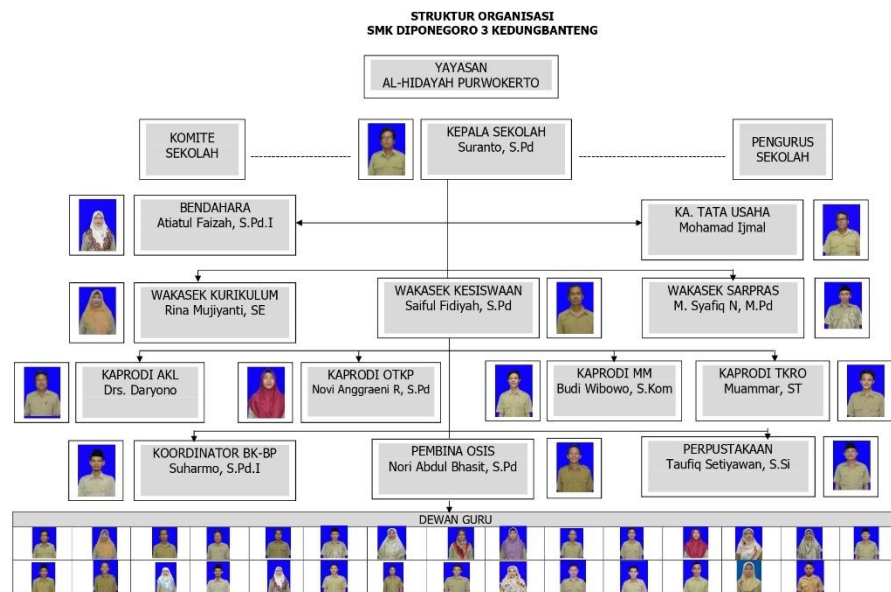 STRUKTUR ORGANISASI
SMK DIPONEGORO 3 KEDUNGBANTENG
YAYASAN
AL-HIDAYAH PURWOKERTO
KOMITE
SEKOLAH
KEPALA SEKOLAH
Suranto, S.Pd
PENGURUS
SEKOLAH
BENDAHARA
Atiatul Faizah, S.Pd.I
KA. TATA USAHA
Mohamad Ijmal
WAKASEK KURIKULUM
Rina Mujiyanti, SE
WAKASEK KESISWAAN
Saiful Fidiyah, S.Pd
WAKASEK SARPRAS
M. Syafiq N, M.Pd
KAPRODI AKL
Drs. Daryono
KAPRODI OTKP
Novi Anggraeni R, S.Pd
KAPRODI MM
Budi Wibowo, S.Kom
KAPRODI TKRO
Muammar, ST
KOORDINATOR BK-BP
Suharmo, S.Pd.I
PEMBINA OSIS
Nori Abdul Bhasit, S.Pd
PERPUSTAKAAN
Taufiq Setiyawan, S.Si
DEWAN GURU